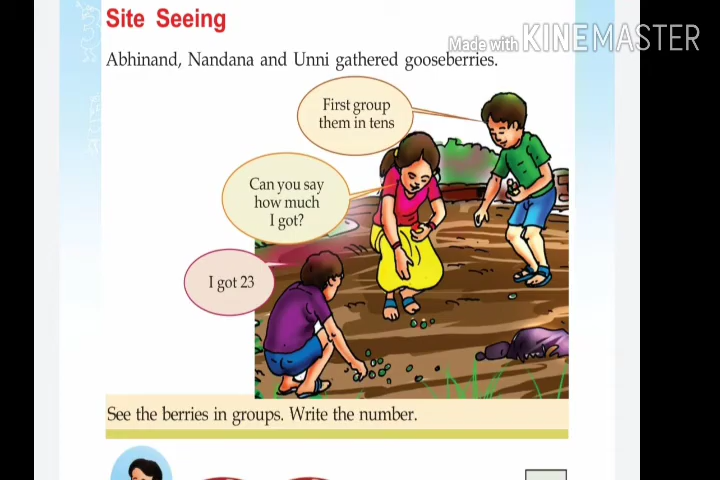 Site Seeing
Made with KINEMASTER
Abhinand, Nandana and Unni gathered gooseberries.
First group
them in tens
Can you say
how much
I got?
I got 23
See the berries in groups. Write the number.